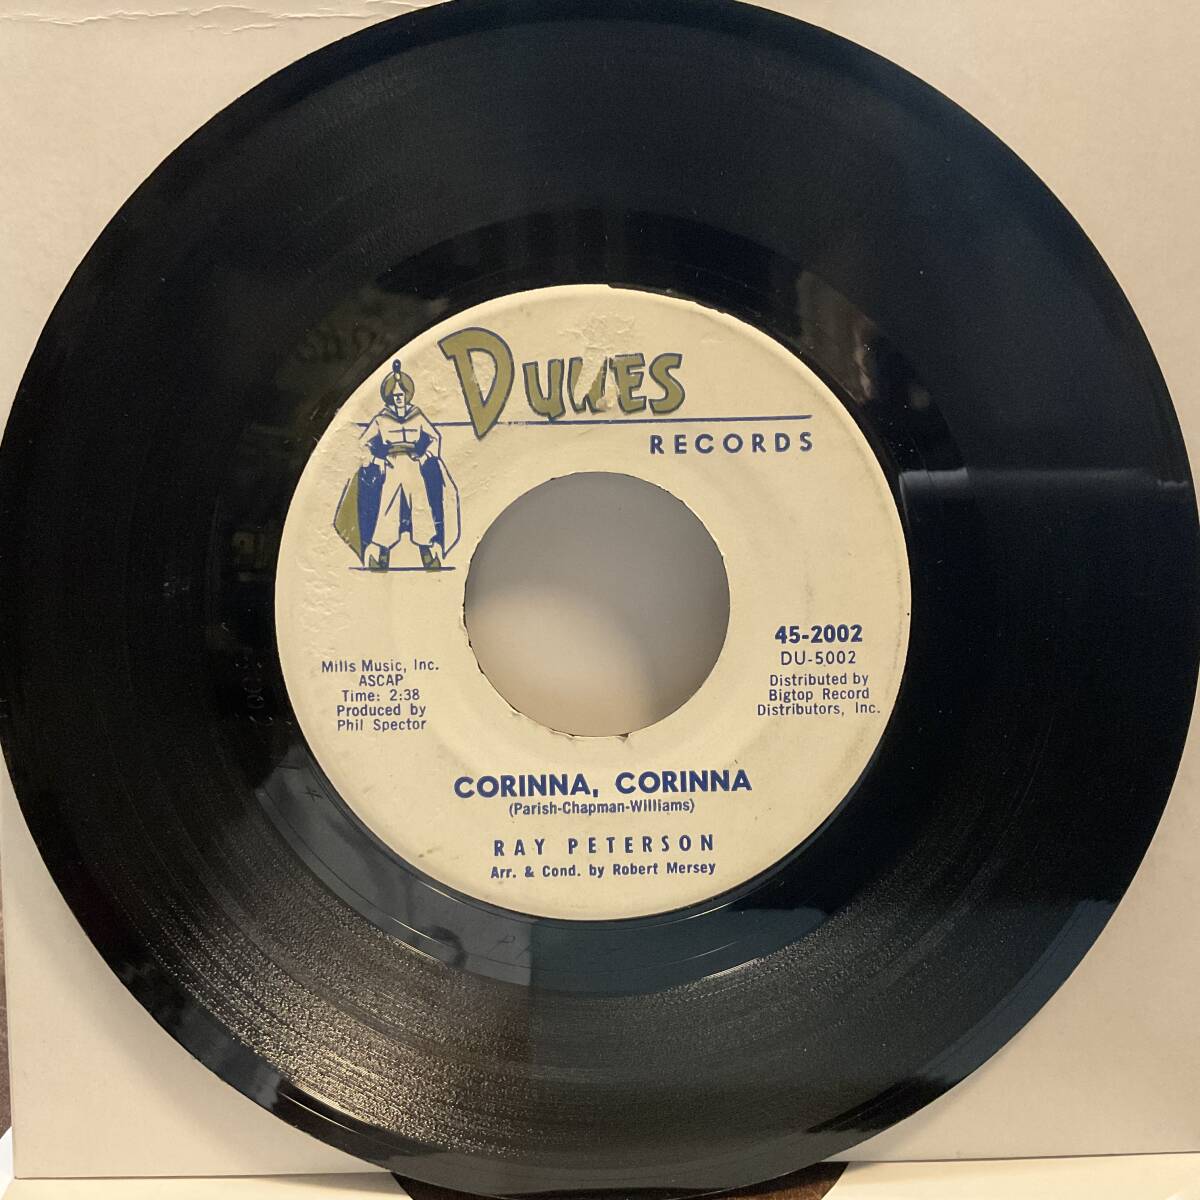 DUNES
RECORDS
45-2002
DU-5002
Distributed by
Bigtop Record
Distributors, Inc.
Mills Music, Inc.
ASCAP
Time: 2:38
Produced by
Phil Spector
CORINNA, CORINNA
(Parish-Chapman-Williams)
RAY PETERSON
Arr. & Cond. by Robert Mersey